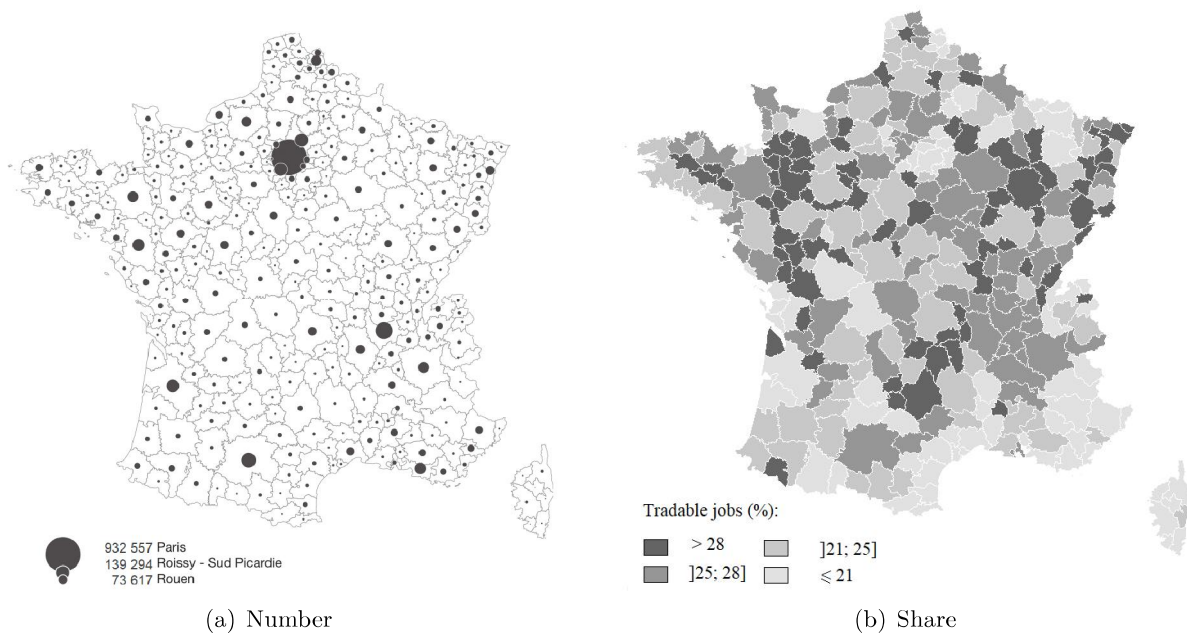 932 557 Paris
139 294 Roissy - Sud Picardie
73 617 Rouen
(a) Number
Tradable jobs (%):
> 28
]21; 25]
]25; 28]
⩽ 21
(b) Share